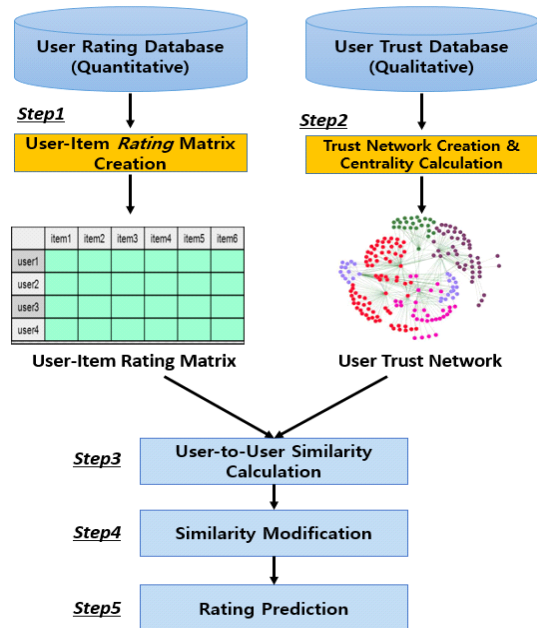 User Rating Database
(Quantitative)
User Trust Database
(Qualitative)
Step1
Step2
User-Item Rating Matrix
Creation
Trust Network Creation &
Centrality Calculation
item1 item2 item3 item4 item5 item6
user1
user2
user3
user4
User-Item Rating Matrix
User Trust Network
Step3
User-to-User Similarity
Calculation
Step4
Similarity Modification
Step5
Rating Prediction